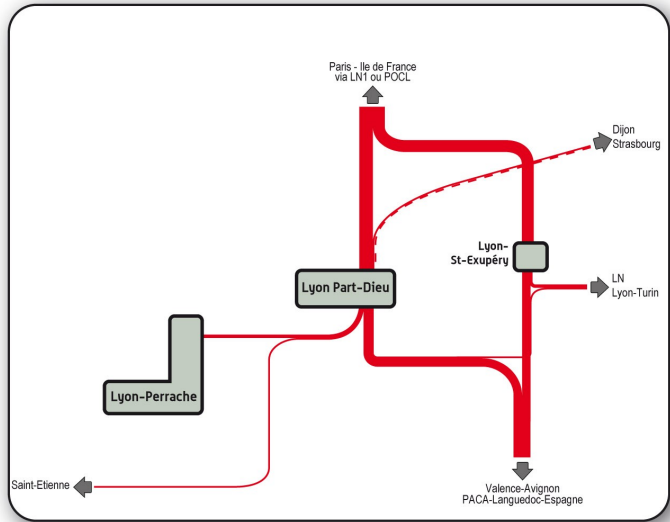 Paris - Ile de France
via LN1 ou POCL
Dijon
Strasbourg
Lyon-
St-Exupéry
LN
Lyon-Turin
Lyon Part-Dieu
Lyon-Perrache
Saint-Etienne
Valence-Avignon
PACA-Languedoc-Espagne